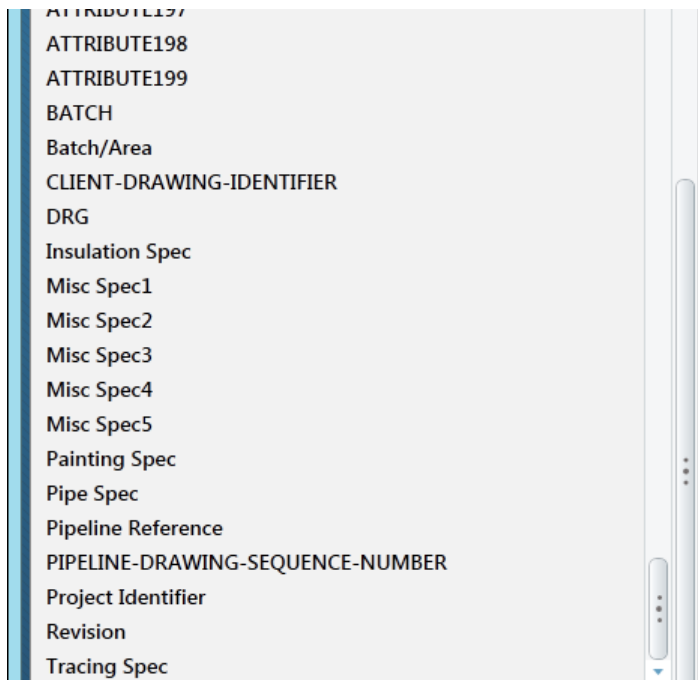 ATTRIBUTE197
ATTRIBUTE198
ATTRIBUTE199
BATCH
Batch/Area
CLIENT-DRAWING-IDENTIFIER
DRG
Insulation Spec
Misc Spec1
Misc Spec2
Misc Spec3
Misc Spec4
Misc Spec5
Painting Spec
Pipe Spec
Pipeline Reference
PIPELINE-DRAWING-SEQUENCE-NUMBER
Project Identifier
Revision
Tracing Spec